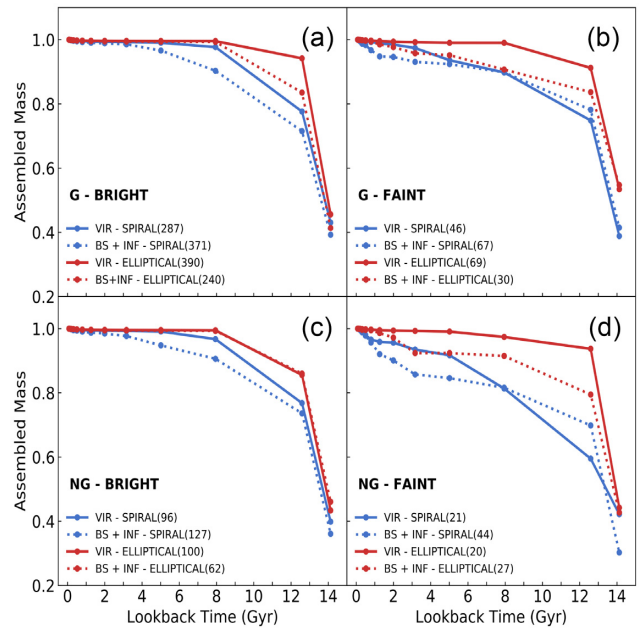 (a)
1.0
0.8
0.6
0.4
0.2
Assembled Mass
G - BRIGHT
VIR - SPIRAL(287)
BS + INF - SPIRAL(371)
VIR - ELLIPTICAL(390)
BS+INF - ELLIPTICAL(240)
(b)
G - FAINT
VIR - SPIRAL(46)
BS + INF - SPIRAL(67)
VIR - ELLIPTICAL(69)
BS + INF - ELLIPTICAL(30)
(c)
1.0
0.8
0.6
0.4
0.2
Assembled Mass
NG - BRIGHT
VIR - SPIRAL(96)
BS + INF - SPIRAL(127)
VIR - ELLIPTICAL(100)
BS + INF - ELLIPTICAL(62)
0 2 4 6 8 10 12 14
Lookback Time (Gyr)
(d)
NG - FAINT
VIR - SPIRAL(21)
BS + INF - SPIRAL(44)
VIR - ELLIPTICAL(20)
BS + INF - ELLIPTICAL(27)
0 2 4 6 8 10 12 14
Lookback Time (Gyr)